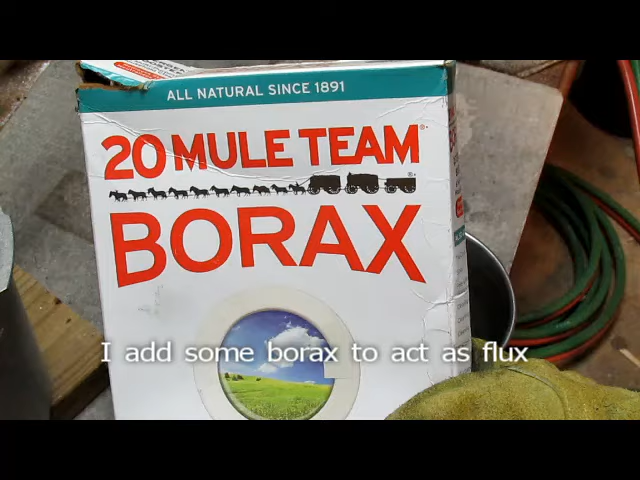 ALL NATURAL SINCE 1891
20 MULE TEAM®
BORAX
I add some borax to act as flux